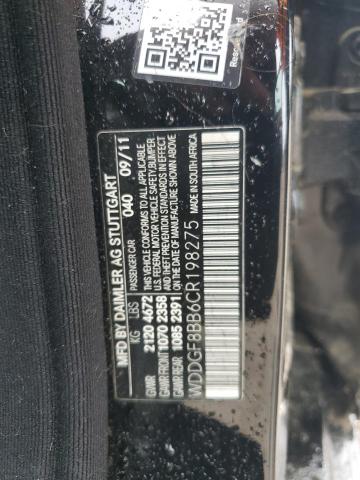 MFD BY DAIMLER AG STUTTGART
PASSENGER CAR 040 09/11
KG LBS
GWR 2120 4672
GAWR FRONT 1070 2358
GAWR REAR 1085 2391
THIS VEHICLE CONFORMS TO ALL APPLICABLE
U.S. FEDERAL MOTOR VEHICLE SAFETY, BUMPER
AND THEFT PREVENTION STANDARDS IN EFFECT
ON THE DATE OF MANUFACTURE SHOWN ABOVE
WDDGF8BB6CR198275 MADE IN SOUTH AFRICA